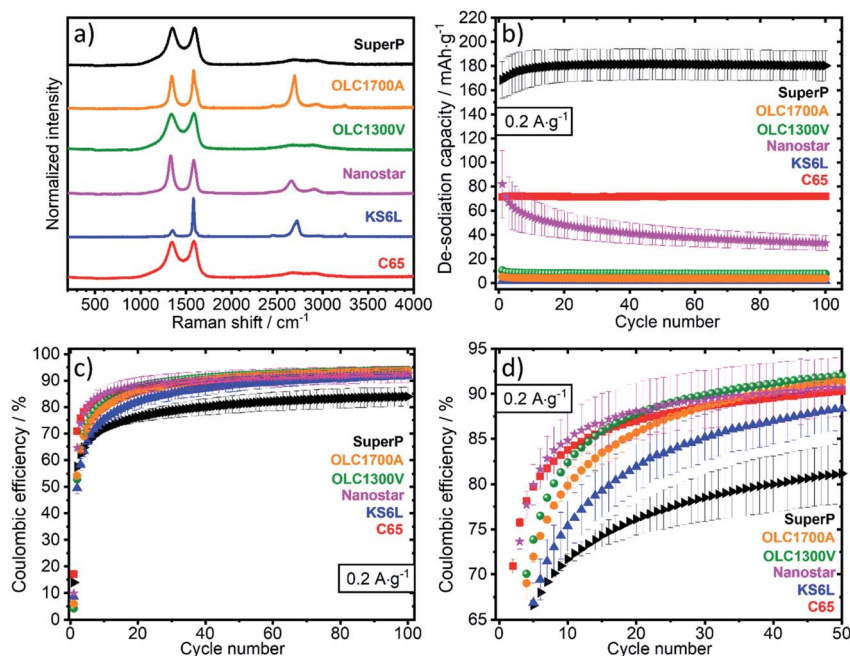 a)
SuperP
OLC1700A
OLC1300V
Nanostar
KS6L
C65
Normalized intensity
500 1000 1500 2000 2500 3000 3500 4000
Raman shift / cm⁻¹
b)
200
180
160
140
120
100
80
60
40
20
0
De-sodiation capacity / mAh·g⁻¹
0.2 A·g⁻¹
SuperP
OLC1700A
OLC1300V
Nanostar
KS6L
C65
0 20 40 60 80 100
Cycle number
c)
100
90
80
70
60
50
40
30
20
10
0
Coulombic efficiency / %
SuperP
OLC1700A
OLC1300V
Nanostar
KS6L
C65
0.2 A·g⁻¹
0 20 40 60 80 100
Cycle number
d)
0.2 A·g⁻¹
95
90
85
80
75
70
65
Coulombic efficiency / %
SuperP
OLC1700A
OLC1300V
Nanostar
KS6L
C65
0 10 20 30 40 50
Cycle number